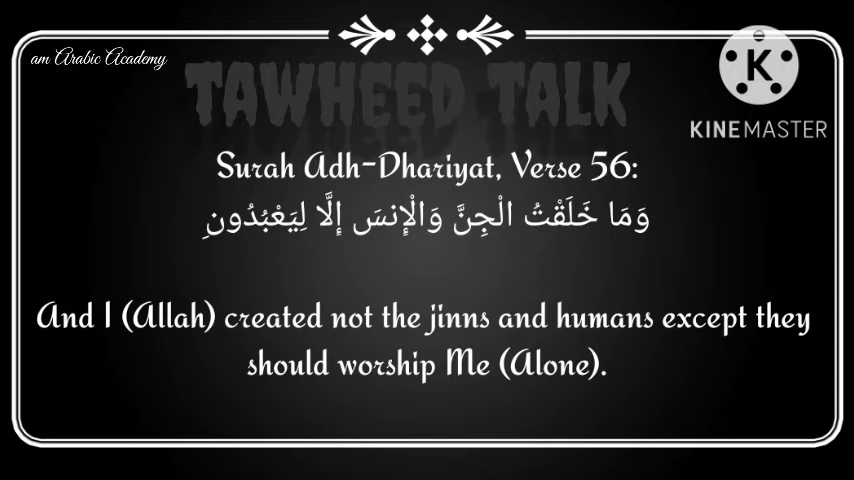 am Arabic Academy
TAWHEED TALK
K
KINEMASTER
Surah Adh-Dhariyat, Verse 56:
وَمَا خَلَقْتُ الْجِنَّ وَالْإِنسَ إِلَّا لِيَعْبُدُونِ
And I (Allah) created not the jinns and humans except they
should worship Me (Alone).